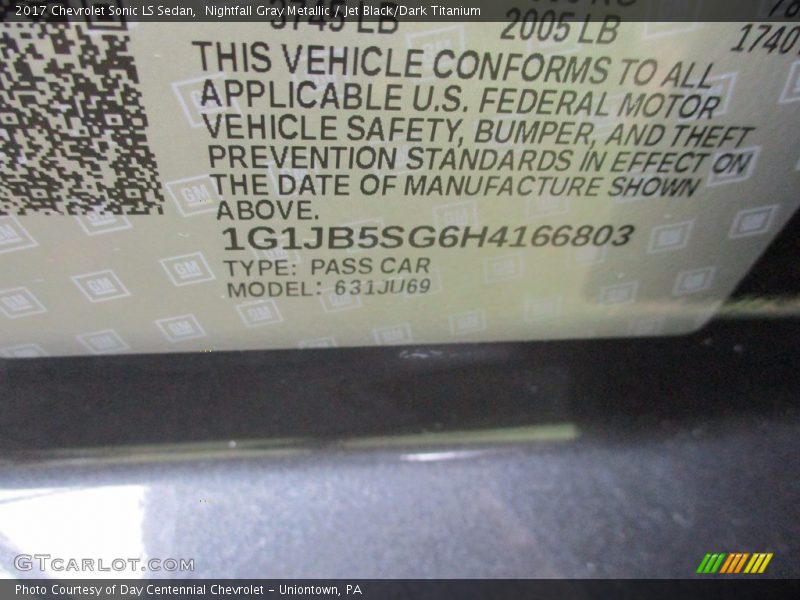 2017 Chevrolet Sonic LS Sedan, Nightfall Gray Metallic / Jet Black/Dark Titanium
3745 LB 2005 LB
THIS VEHICLE CONFORMS TO ALL
APPLICABLE U.S. FEDERAL MOTOR
VEHICLE SAFETY, BUMPER, AND THEFT
PREVENTION STANDARDS IN EFFECT ON
THE DATE OF MANUFACTURE SHOWN
ABOVE.
1G1JB5SG6H4166803
TYPE: PASS CAR
MODEL: 631JU69
GTCARLOT.COM
Photo Courtesy of Day Centennial Chevrolet - Uniontown, PA